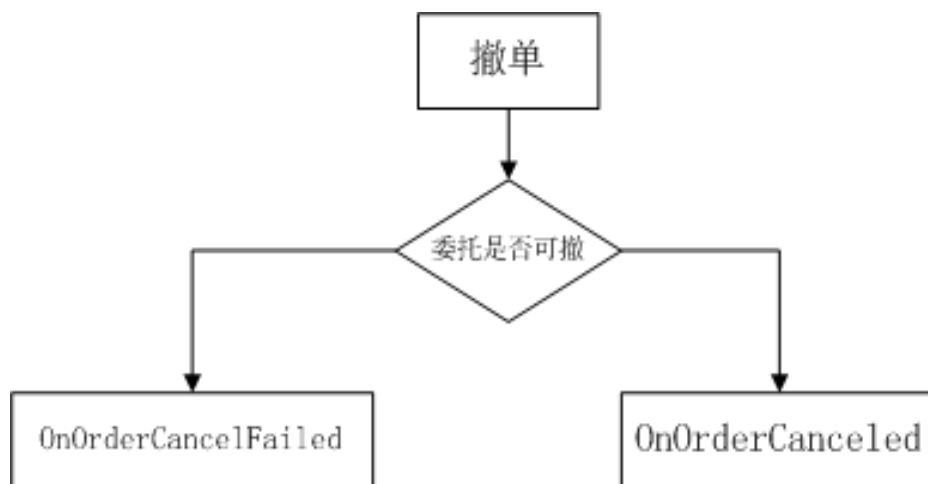 撤单
委托是否可撤
OnOrderCancelFailed
OnOrderCanceled